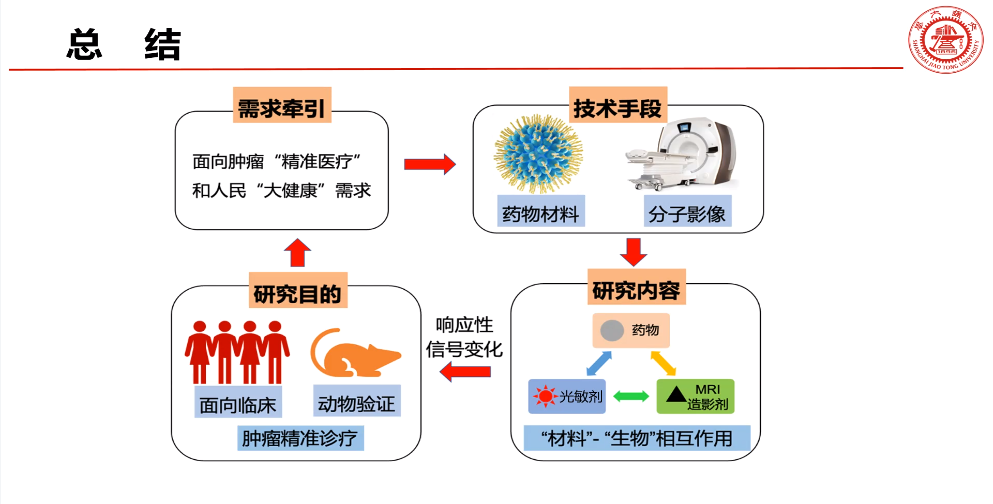 总 结
SHANGHAI JIAO TONG UNIVERSITY
需求牵引
面向肿瘤“精准医疗”
和人民“大健康”需求
技术手段
药物材料
分子影像
研究内容
药物
光敏剂
MRI
造影剂
“材料”- “生物”相互作用
响应性
信号变化
研究目的
面向临床
动物验证
肿瘤精准诊疗